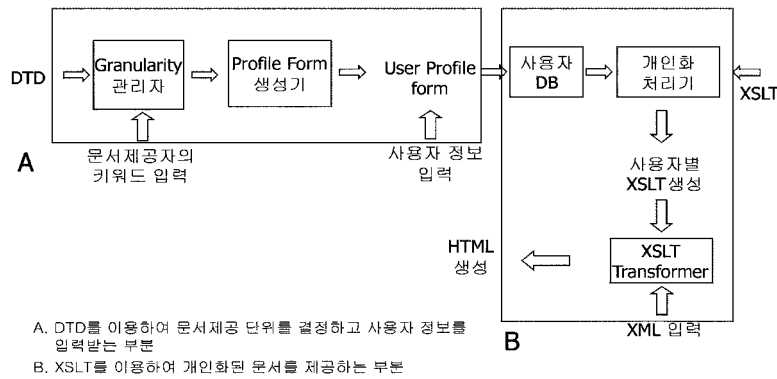 DTD
Granularity
관리자
Profile Form
생성기
User Profile
form
사용자
DB
개인화
처리기
XSLT
A
문서제공자의
키워드 입력
사용자 정보
입력
사용자별
XSLT 생성
HTML
생성
XSLT
Transformer
XML 입력
B
A. DTD를 이용하여 문서제공 단위를 결정하고 사용자 정보를
입력받는 부분
B. XSLT를 이용하여 개인화된 문서를 제공하는 부분